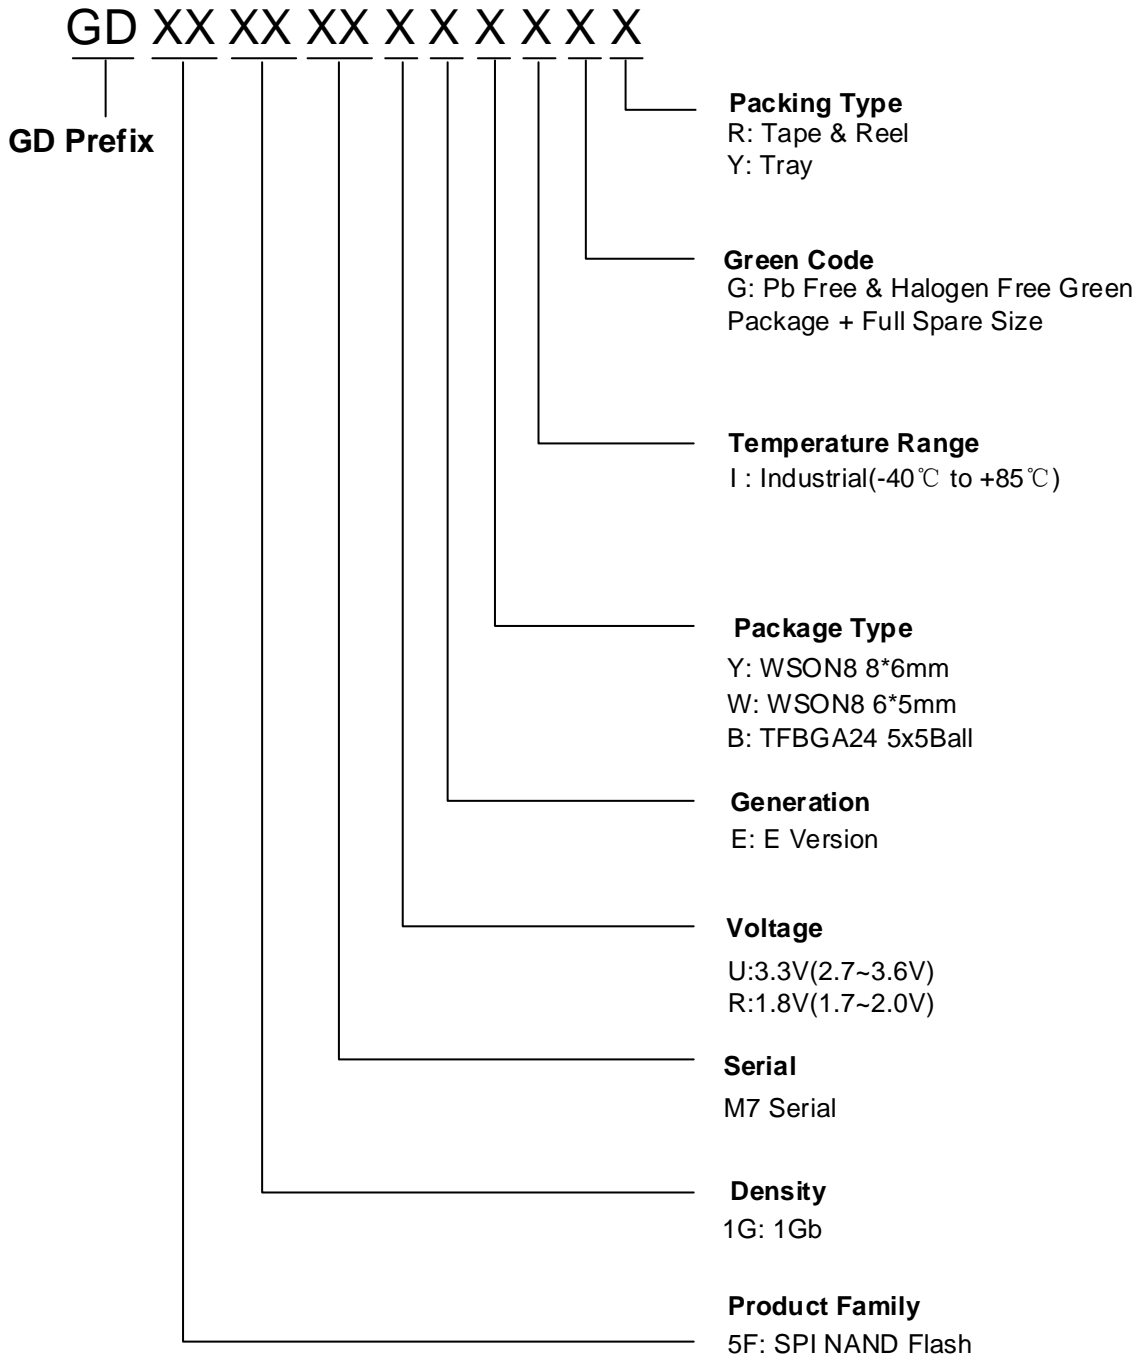 GD XX XX XX X X X X X X
GD Prefix
Packing Type
R: Tape & Reel
Y: Tray
Green Code
G: Pb Free & Halogen Free Green
Package + Full Spare Size
Temperature Range
I : Industrial(-40℃ to +85℃)
Package Type
Y: WSON8 8*6mm
W: WSON8 6*5mm
B: TFBGA24 5x5Ball
Generation
E: E Version
Voltage
U:3.3V(2.7~3.6V)
R:1.8V(1.7~2.0V)
Serial
M7 Serial
Density
1G: 1Gb
Product Family
5F: SPI NAND Flash